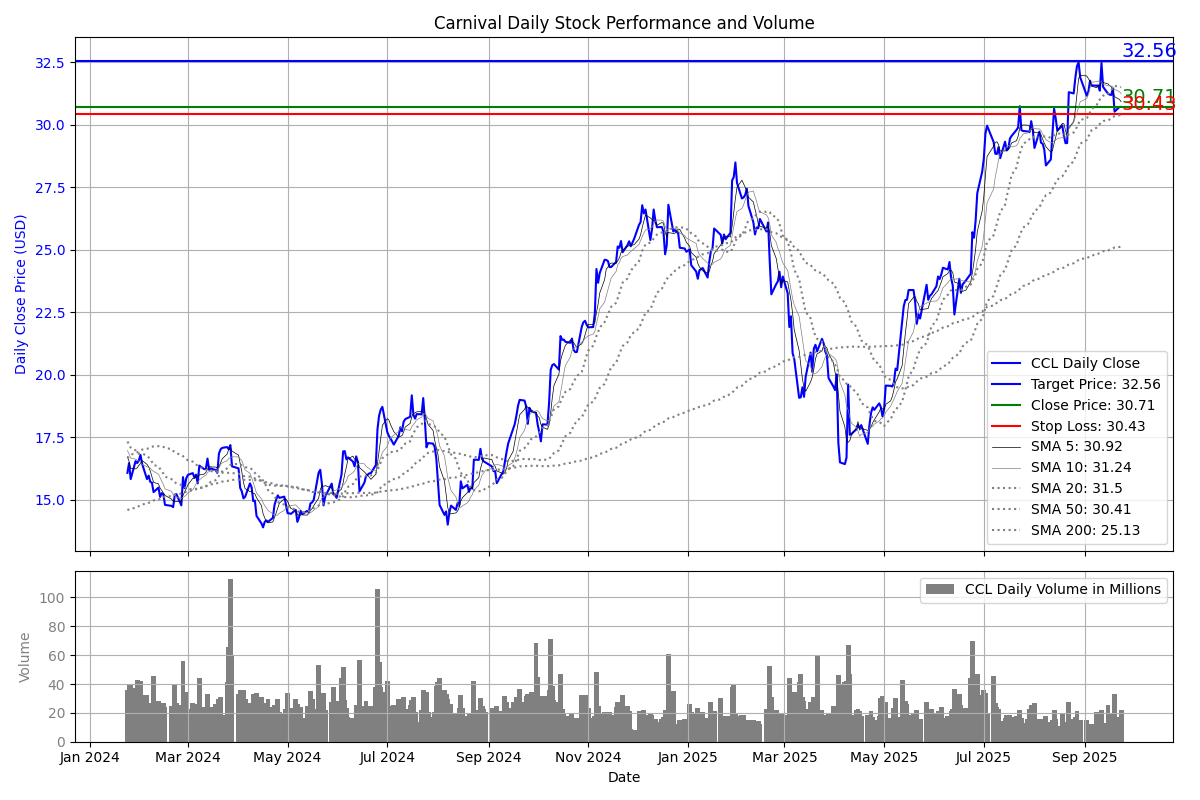 Carnival Daily Stock Performance and Volume
Daily Close Price (USD)
32.5
30.0
27.5
25.0
22.5
20.0
17.5
15.0
32.56
30.71
30.43
CCL Daily Close
Target Price: 32.56
Close Price: 30.71
Stop Loss: 30.43
SMA 5: 30.92
SMA 10: 31.24
SMA 20: 31.5
SMA 50: 30.41
SMA 200: 25.13
Volume
100
80
60
40
20
0
CCL Daily Volume in Millions
Jan 2024 Mar 2024 May 2024 Jul 2024 Sep 2024 Nov 2024 Jan 2025 Mar 2025 May 2025 Jul 2025 Sep 2025
Date